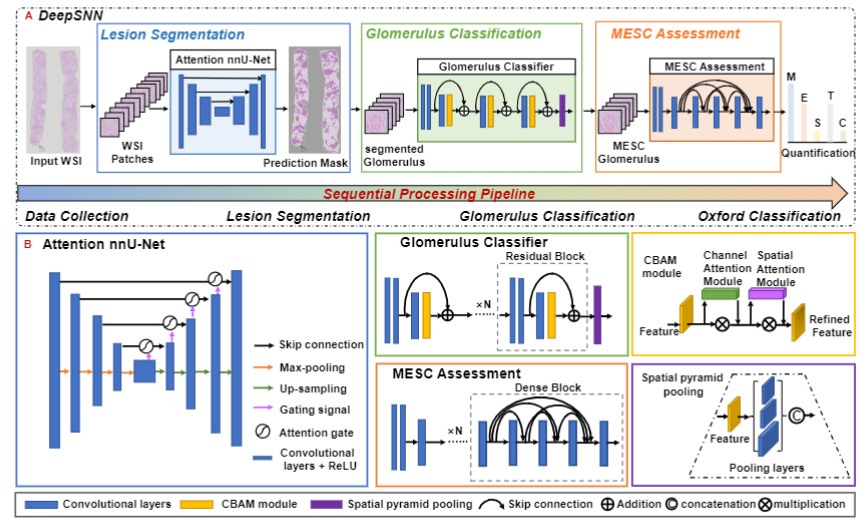 A DeepSNN
Lesion Segmentation
Glomerulus Classification
MESC Assessment
Attention nnU-Net
Glomerulus Classifier
MESC Assessment
M
E
S
T
C
Input WSI
WSI
Patches
Prediction Mask
segmented
Glomerulus
MESC
Glomerulus
Quantification
Sequential Processing Pipeline
Data Collection
Lesion Segmentation
Glomerulus Classification
Oxford Classification
B Attention nnU-Net
Skip connection
Max-pooling
Up-sampling
Gating signal
Attention gate
Convolutional
layers + ReLU
Glomerulus Classifier
Residual Block
×N
CBAM
module
Channel
Attention
Module
Spatial
Attention
Module
Feature
Refined
Feature
MESC Assessment
Dense Block
×N
Spatial pyramid
pooling
Feature
C
Pooling layers
Convolutional layers
CBAM module
Spatial pyramid pooling
Skip connection
Addition
C concatenation
multiplication